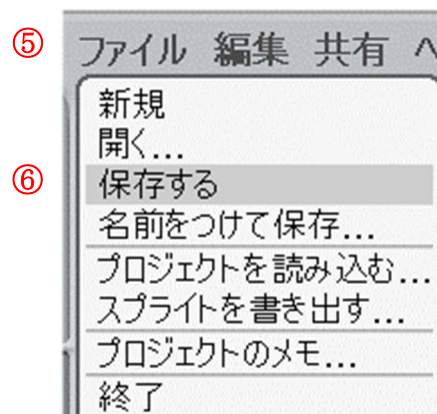 ⑤ ファイル 編集 共有 ヘ
新規
開く...
⑥ 保存する
名前をつけて保存...
プロジェクトを読み込む...
スプライトを書き出す...
プロジェクトのメモ...
終了